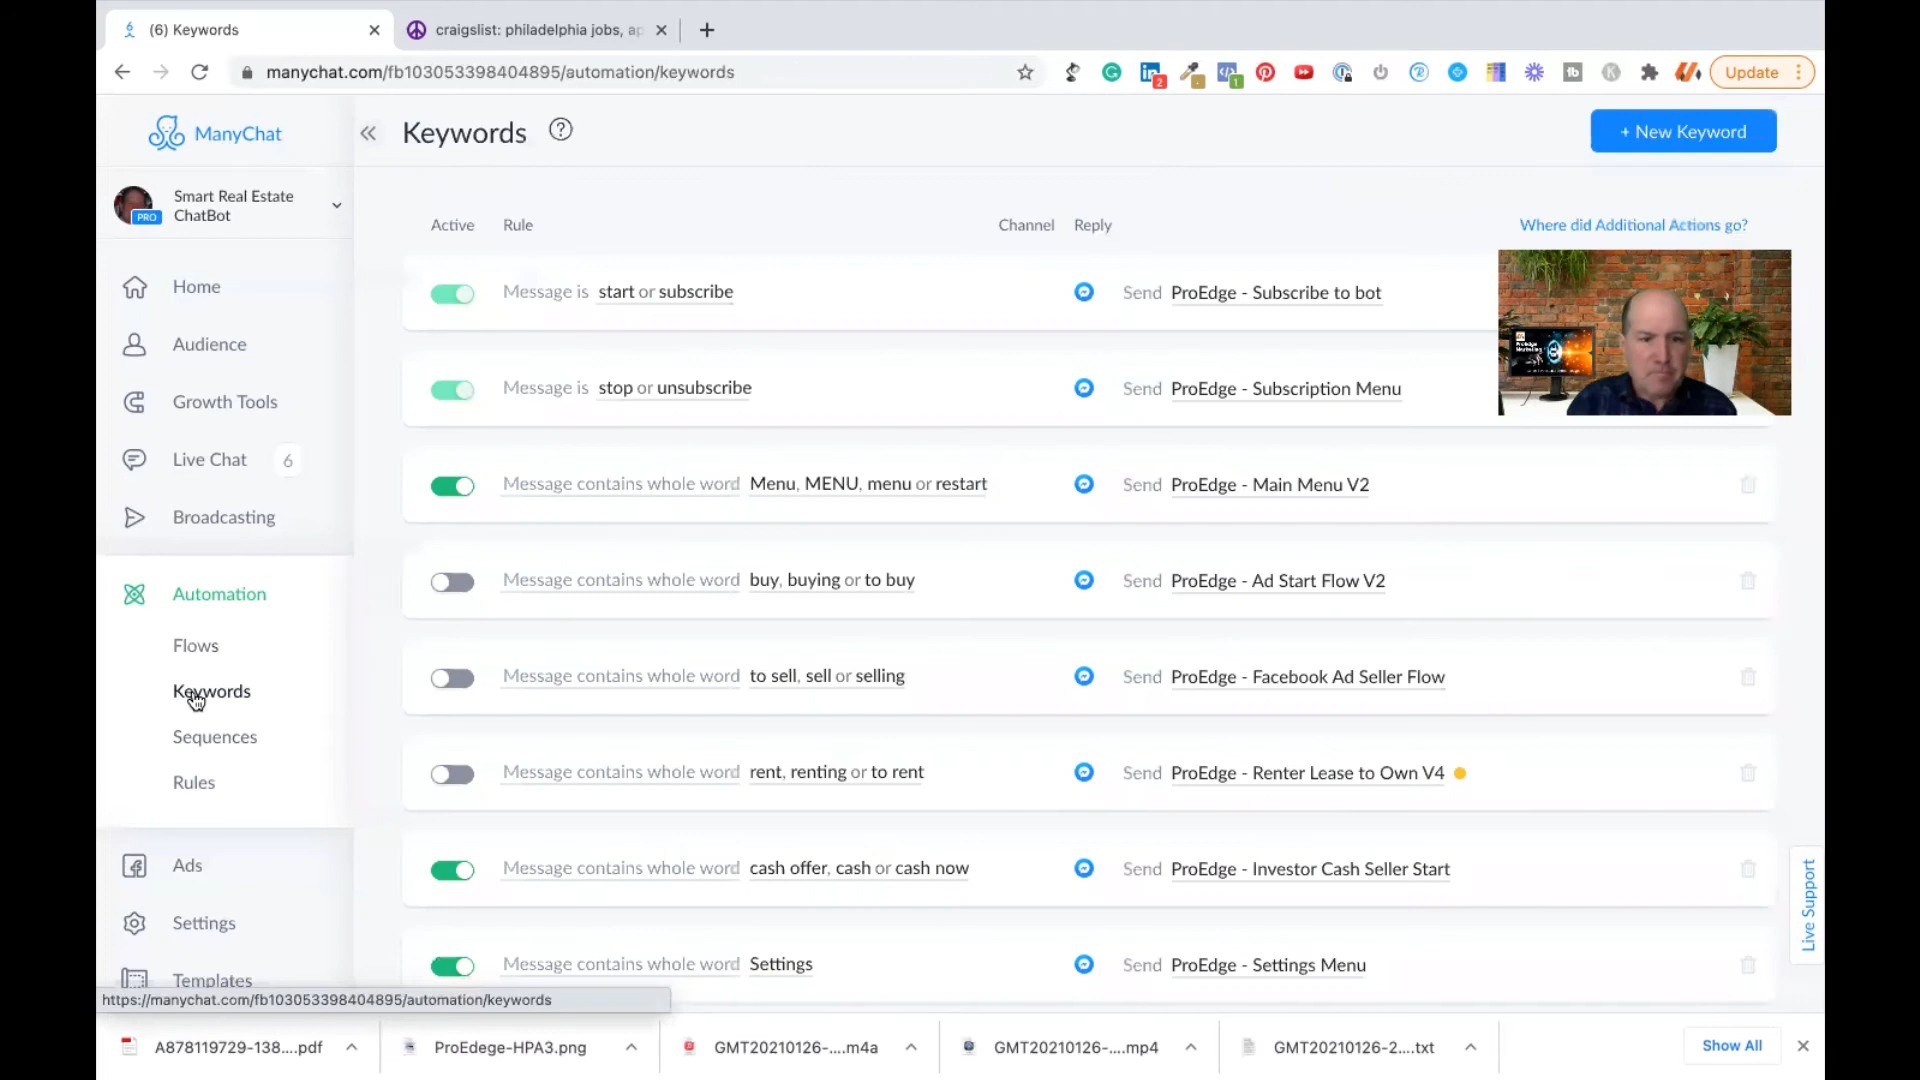 (6) Keywords
craigslist: philadelphia jobs, ap
manychat.com/fb103053398404895/automation/keywords
2
1
Update
ManyChat
Keywords
?
+ New Keyword
Smart Real Estate
ChatBot
PRO
Active
Rule
Channel
Reply
Where did Additional Actions go?
Home
Audience
Growth Tools
Live Chat
6
Broadcasting
Automation
Flows
Keywords
Sequences
Rules
Ads
Settings
Templates
Message is start or subscribe
Send ProEdge - Subscribe to bot
Message is stop or unsubscribe
Send ProEdge - Subscription Menu
Message contains whole word Menu, MENU, menu or restart
Send ProEdge - Main Menu V2
Message contains whole word buy, buying or to buy
Send ProEdge - Ad Start Flow V2
Message contains whole word to sell, sell or selling
Send ProEdge - Facebook Ad Seller Flow
Message contains whole word rent, renting or to rent
Send ProEdge - Renter Lease to Own V4
Message contains whole word cash offer, cash or cash now
Send ProEdge - Investor Cash Seller Start
Message contains whole word Settings
Send ProEdge - Settings Menu
Live Support
https://manychat.com/fb103053398404895/automation/keywords
A878119729-138....pdf
ProEdege-HPA3.png
GMT20210126-....m4a
GMT20210126-....mp4
GMT20210126-2....txt
Show All